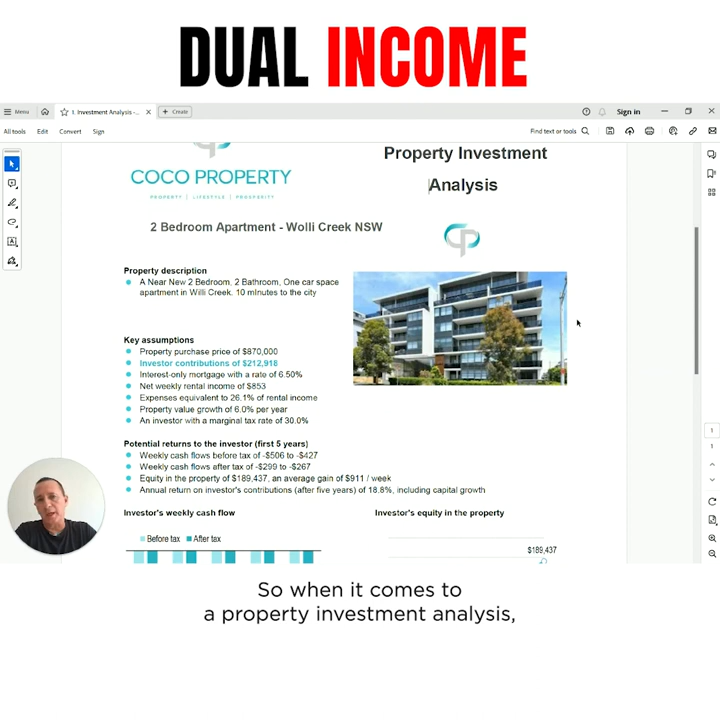 DUAL INCOME
Menu
1. Investment Analysis -...
Create
Sign in
All tools
Edit
Convert
Sign
Find text or tools
Property Investment
Analysis
COCO PROPERTY
PROPERTY | LIFESTYLE | PROSPERITY
2 Bedroom Apartment - Wolli Creek NSW
Property description
A Near New 2 Bedroom, 2 Bathroom, One car space
apartment in Willi Creek. 10 minutes to the city
Key assumptions
Property purchase price of $870,000
Investor contributions of $212,918
Interest-only mortgage with a rate of 6.50%
Net weekly rental income of $853
Expenses equivalent to 26.1% of rental income
Property value growth of 6.0% per year
An investor with a marginal tax rate of 30.0%
Potential returns to the investor (first 5 years)
Weekly cash flows before tax of -$506 to -$427
Weekly cash flows after tax of -$299 to -$267
Equity in the property of $189,437, an average gain of $911 / week
Annual return on investor's contributions (after five years) of 18.8%, including capital growth
Investor's weekly cash flow
Investor's equity in the property
Before tax
After tax
$189,437
1
1
So when it comes to
a property investment analysis,